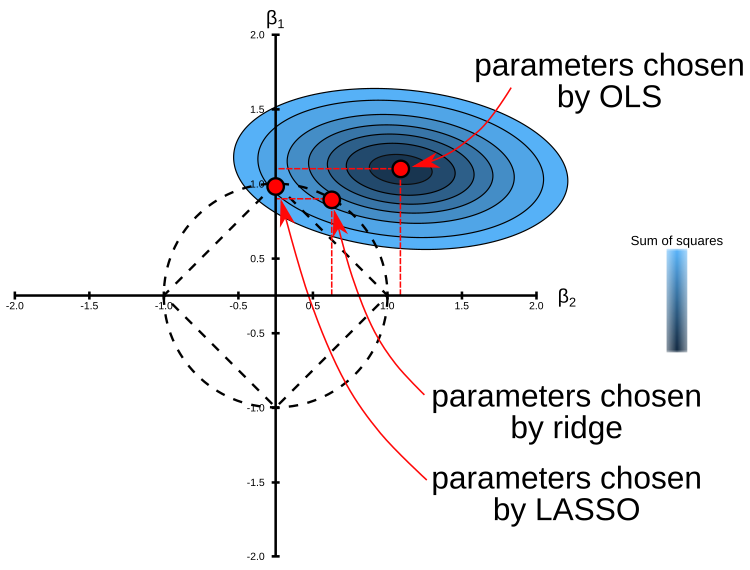 β1
2.0
parameters chosen
by OLS
1.5
1.0
Sum of squares
0.5
-2.0 -1.5 -1.0 -0.5 0.5 1.0 1.5 2.0 β2
-0.5
parameters chosen
by ridge
-1.0
parameters chosen
by LASSO
-1.5
-2.0